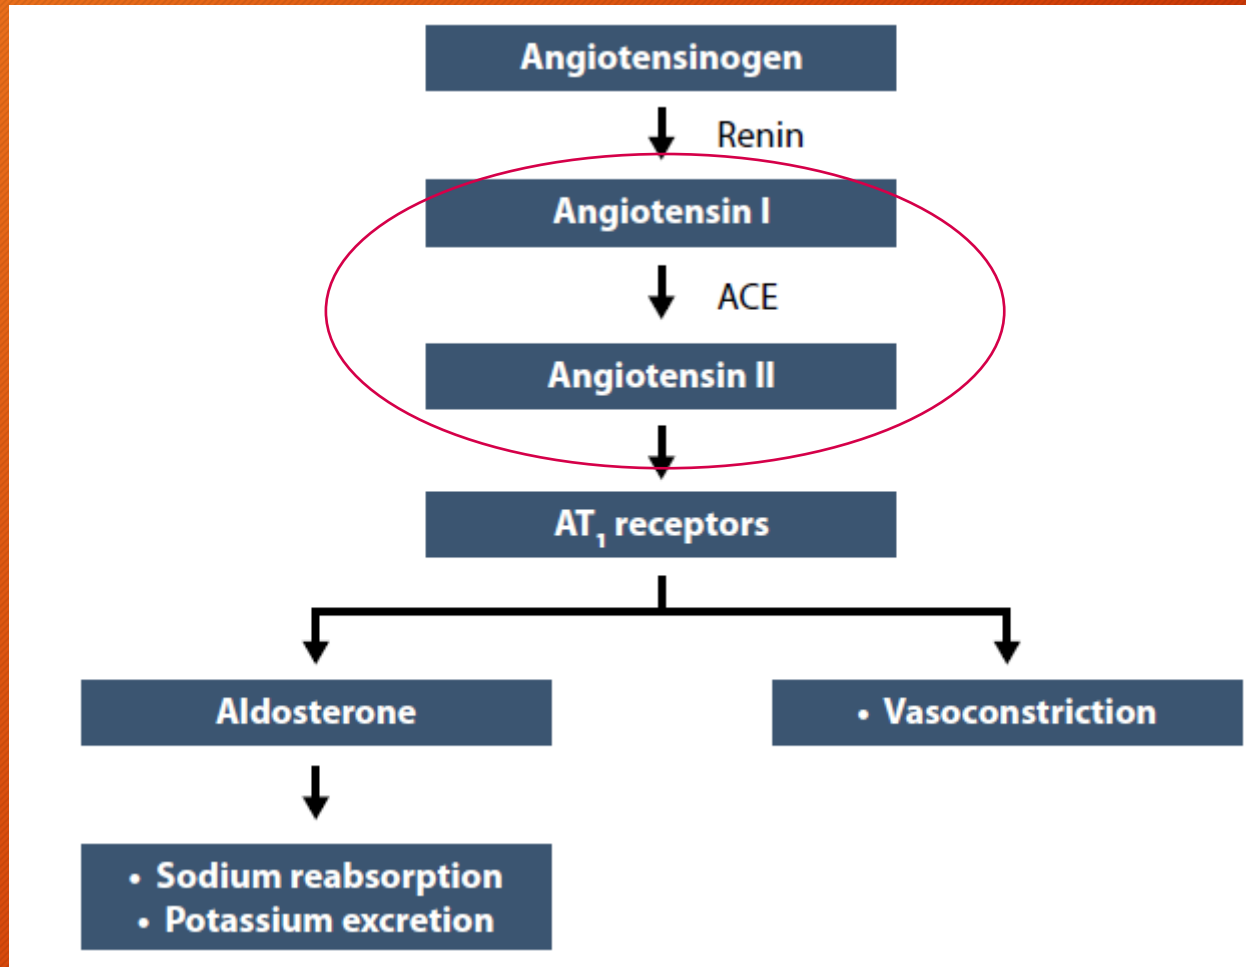 Angiotensinogen
Renin
Angiotensin I
ACE
Angiotensin II
AT₁ receptors
Aldosterone
• Vasoconstriction
• Sodium reabsorption
• Potassium excretion